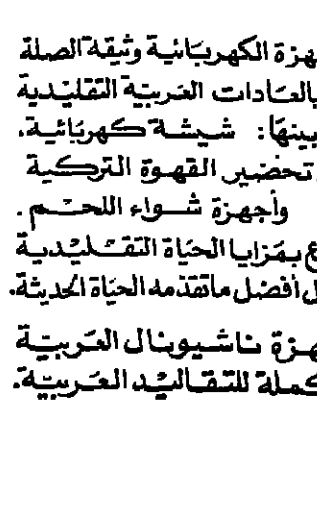 هزة الكهربائية وثيقة الصلة
بالعادات العربية التقليدية
بينها: شيشة كهربائية،
تحضير القهوة التركية
وأجهزة شواء اللحم.
ع بمزايا الحياة التقليدية
ل أفضل ماتقدمه الحياة الحديثة.
هزة ناشيونال العربية
كملة للتقاليد العربية.